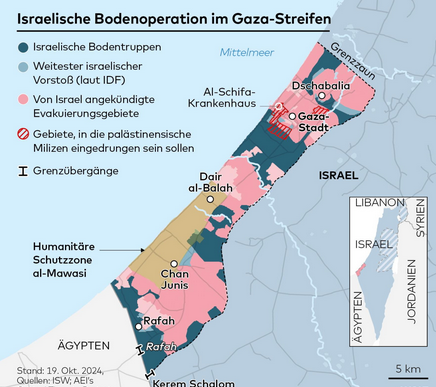 Israelische Bodenoperation im Gaza-Streifen
Israelische Bodentruppen
Weitester israelischer
Vorstoß (laut IDF)
Von Israel angekündigte
Evakuierungsgebiete
Gebiete, in die palästinensische
Milizen eingedrungen sein sollen
Grenzübergänge
Mittelmeer
Grenzzaun
Dschabalia
Al-Schifa-
Krankenhaus
Gaza-
Stadt
ISRAEL
Dair
al-Balah
Humanitäre
Schutzzone
al-Mawasi
Chan
Junis
Rafah
Rafah
ÄGYPTEN
Kerem Schalom
LIBANON
SYRIEN
ISRAEL
JORDANIEN
ÄGYPTEN
5 km
Stand: 19. Okt. 2024,
Quellen: ISW; AEI's